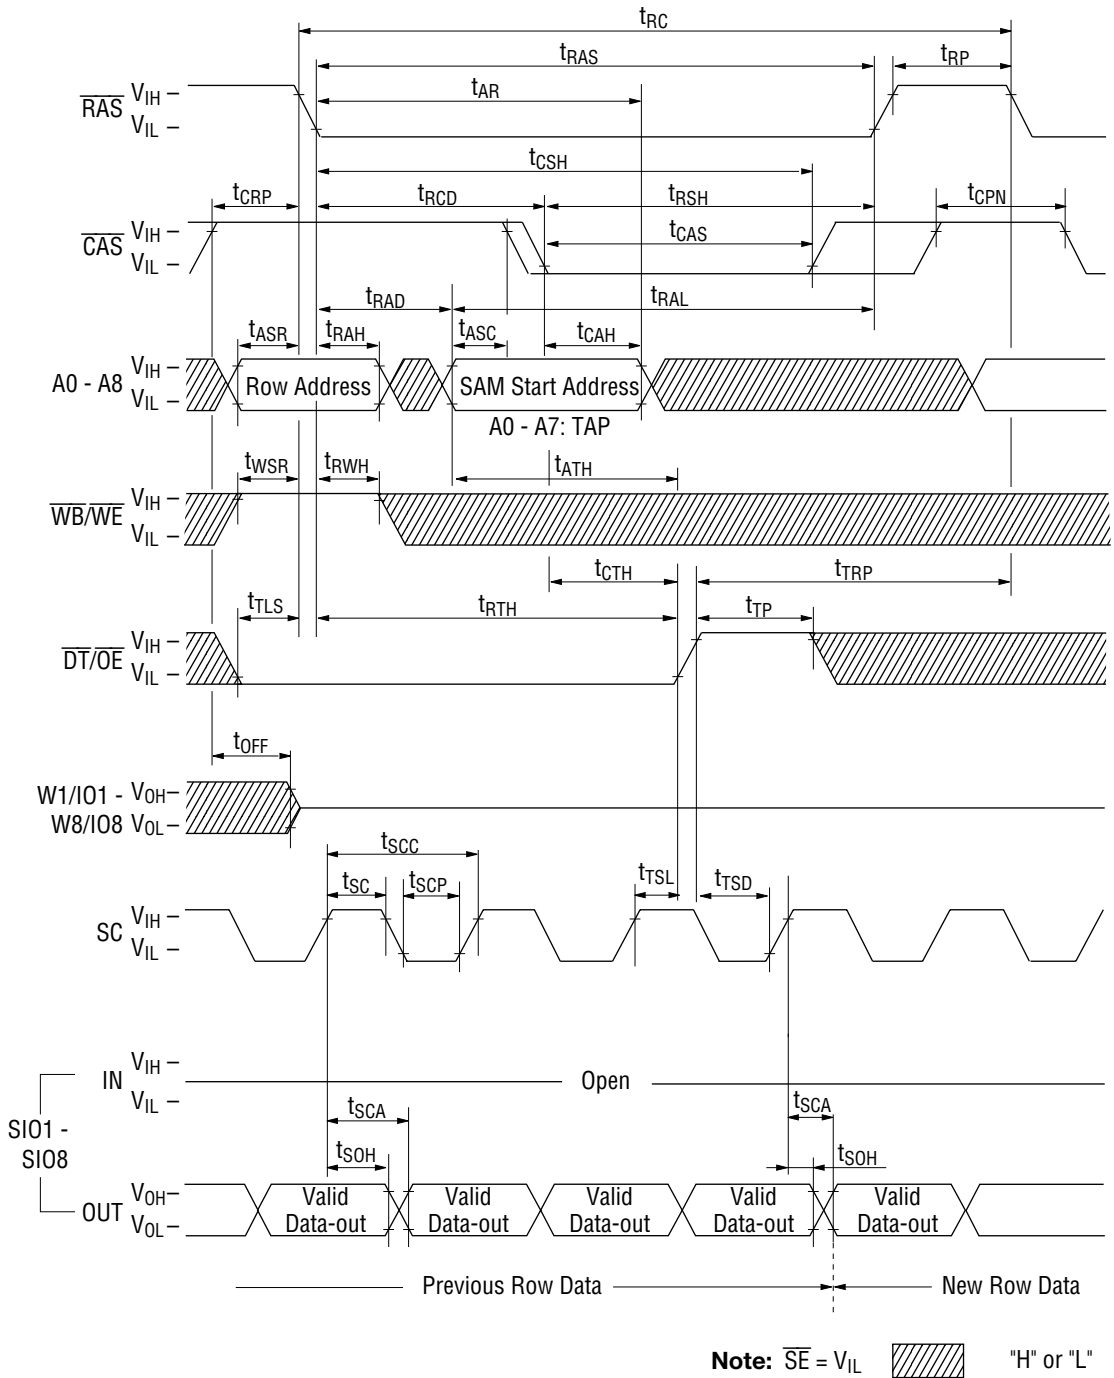 tRC
tRAS
tRP
tAR
RAS VIH –
VIL –
tCSH
tCRP
tRCD
tRSH
tCPN
CAS VIH –
VIL –
tCAS
tRAD
tRAL
tASR
tRAH
tASC
tCAH
A0 - A8 VIH –
VIL –
Row Address
SAM Start Address
A0 - A7: TAP
tWSR
tRWH
tATH
WB/WE VIH –
VIL –
tCTH
tTRP
tTLS
tRTH
tTP
DT/OE VIH –
VIL –
tOFF
W1/IO1 - VOH–
W8/IO8 VOL –
tSCC
tSC
tSCP
tTSL
tTSD
SC VIH –
VIL –
IN VIH –
VIL –
Open
SIO1 -
SIO8
tSCA
tSCA
tSOH
tSOH
OUT VOH–
VOL –
Valid
Data-out
Valid
Data-out
Valid
Data-out
Valid
Data-out
Valid
Data-out
Previous Row Data
New Row Data
Note: SE = VIL
"H" or "L"